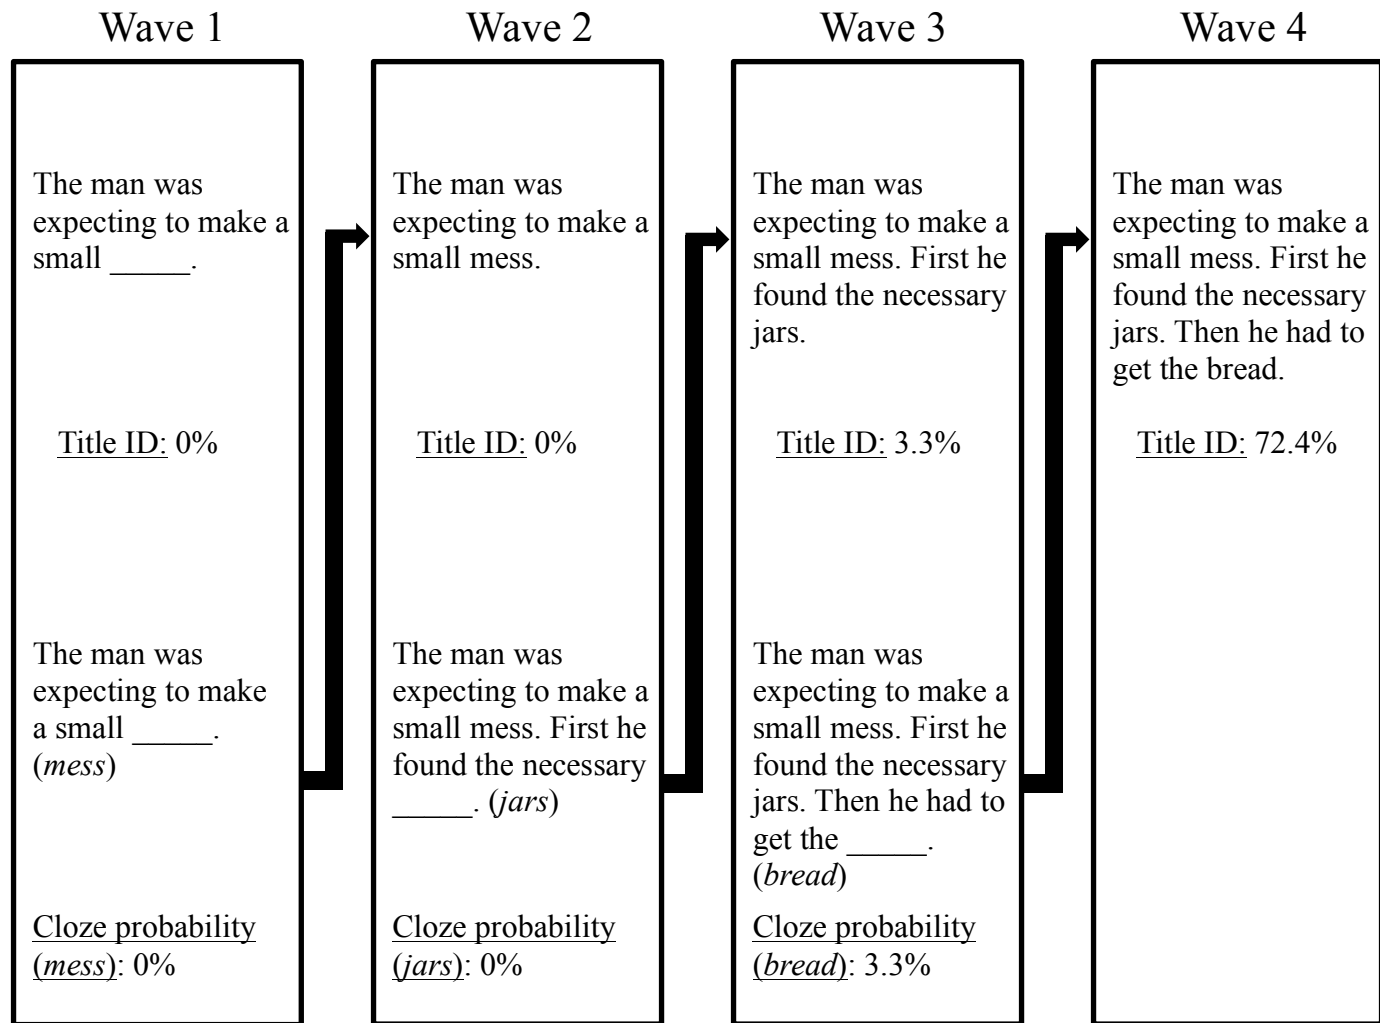 Wave 1
The man was
expecting to make a
small _____.
Title ID: 0%
The man was
expecting to make
a small _____.
(mess)
Cloze probability
(mess): 0%
Wave 2
The man was
expecting to make a
small mess.
Title ID: 0%
The man was
expecting to make a
small mess. First he
found the necessary
_____. (jars)
Cloze probability
(jars): 0%
Wave 3
The man was
expecting to make a
small mess. First he
found the necessary
jars.
Title ID: 3.3%
The man was
expecting to make a
small mess. First he
found the necessary
jars. Then he had to
get the _____.
(bread)
Cloze probability
(bread): 3.3%
Wave 4
The man was
expecting to make a
small mess. First he
found the necessary
jars. Then he had to
get the bread.
Title ID: 72.4%